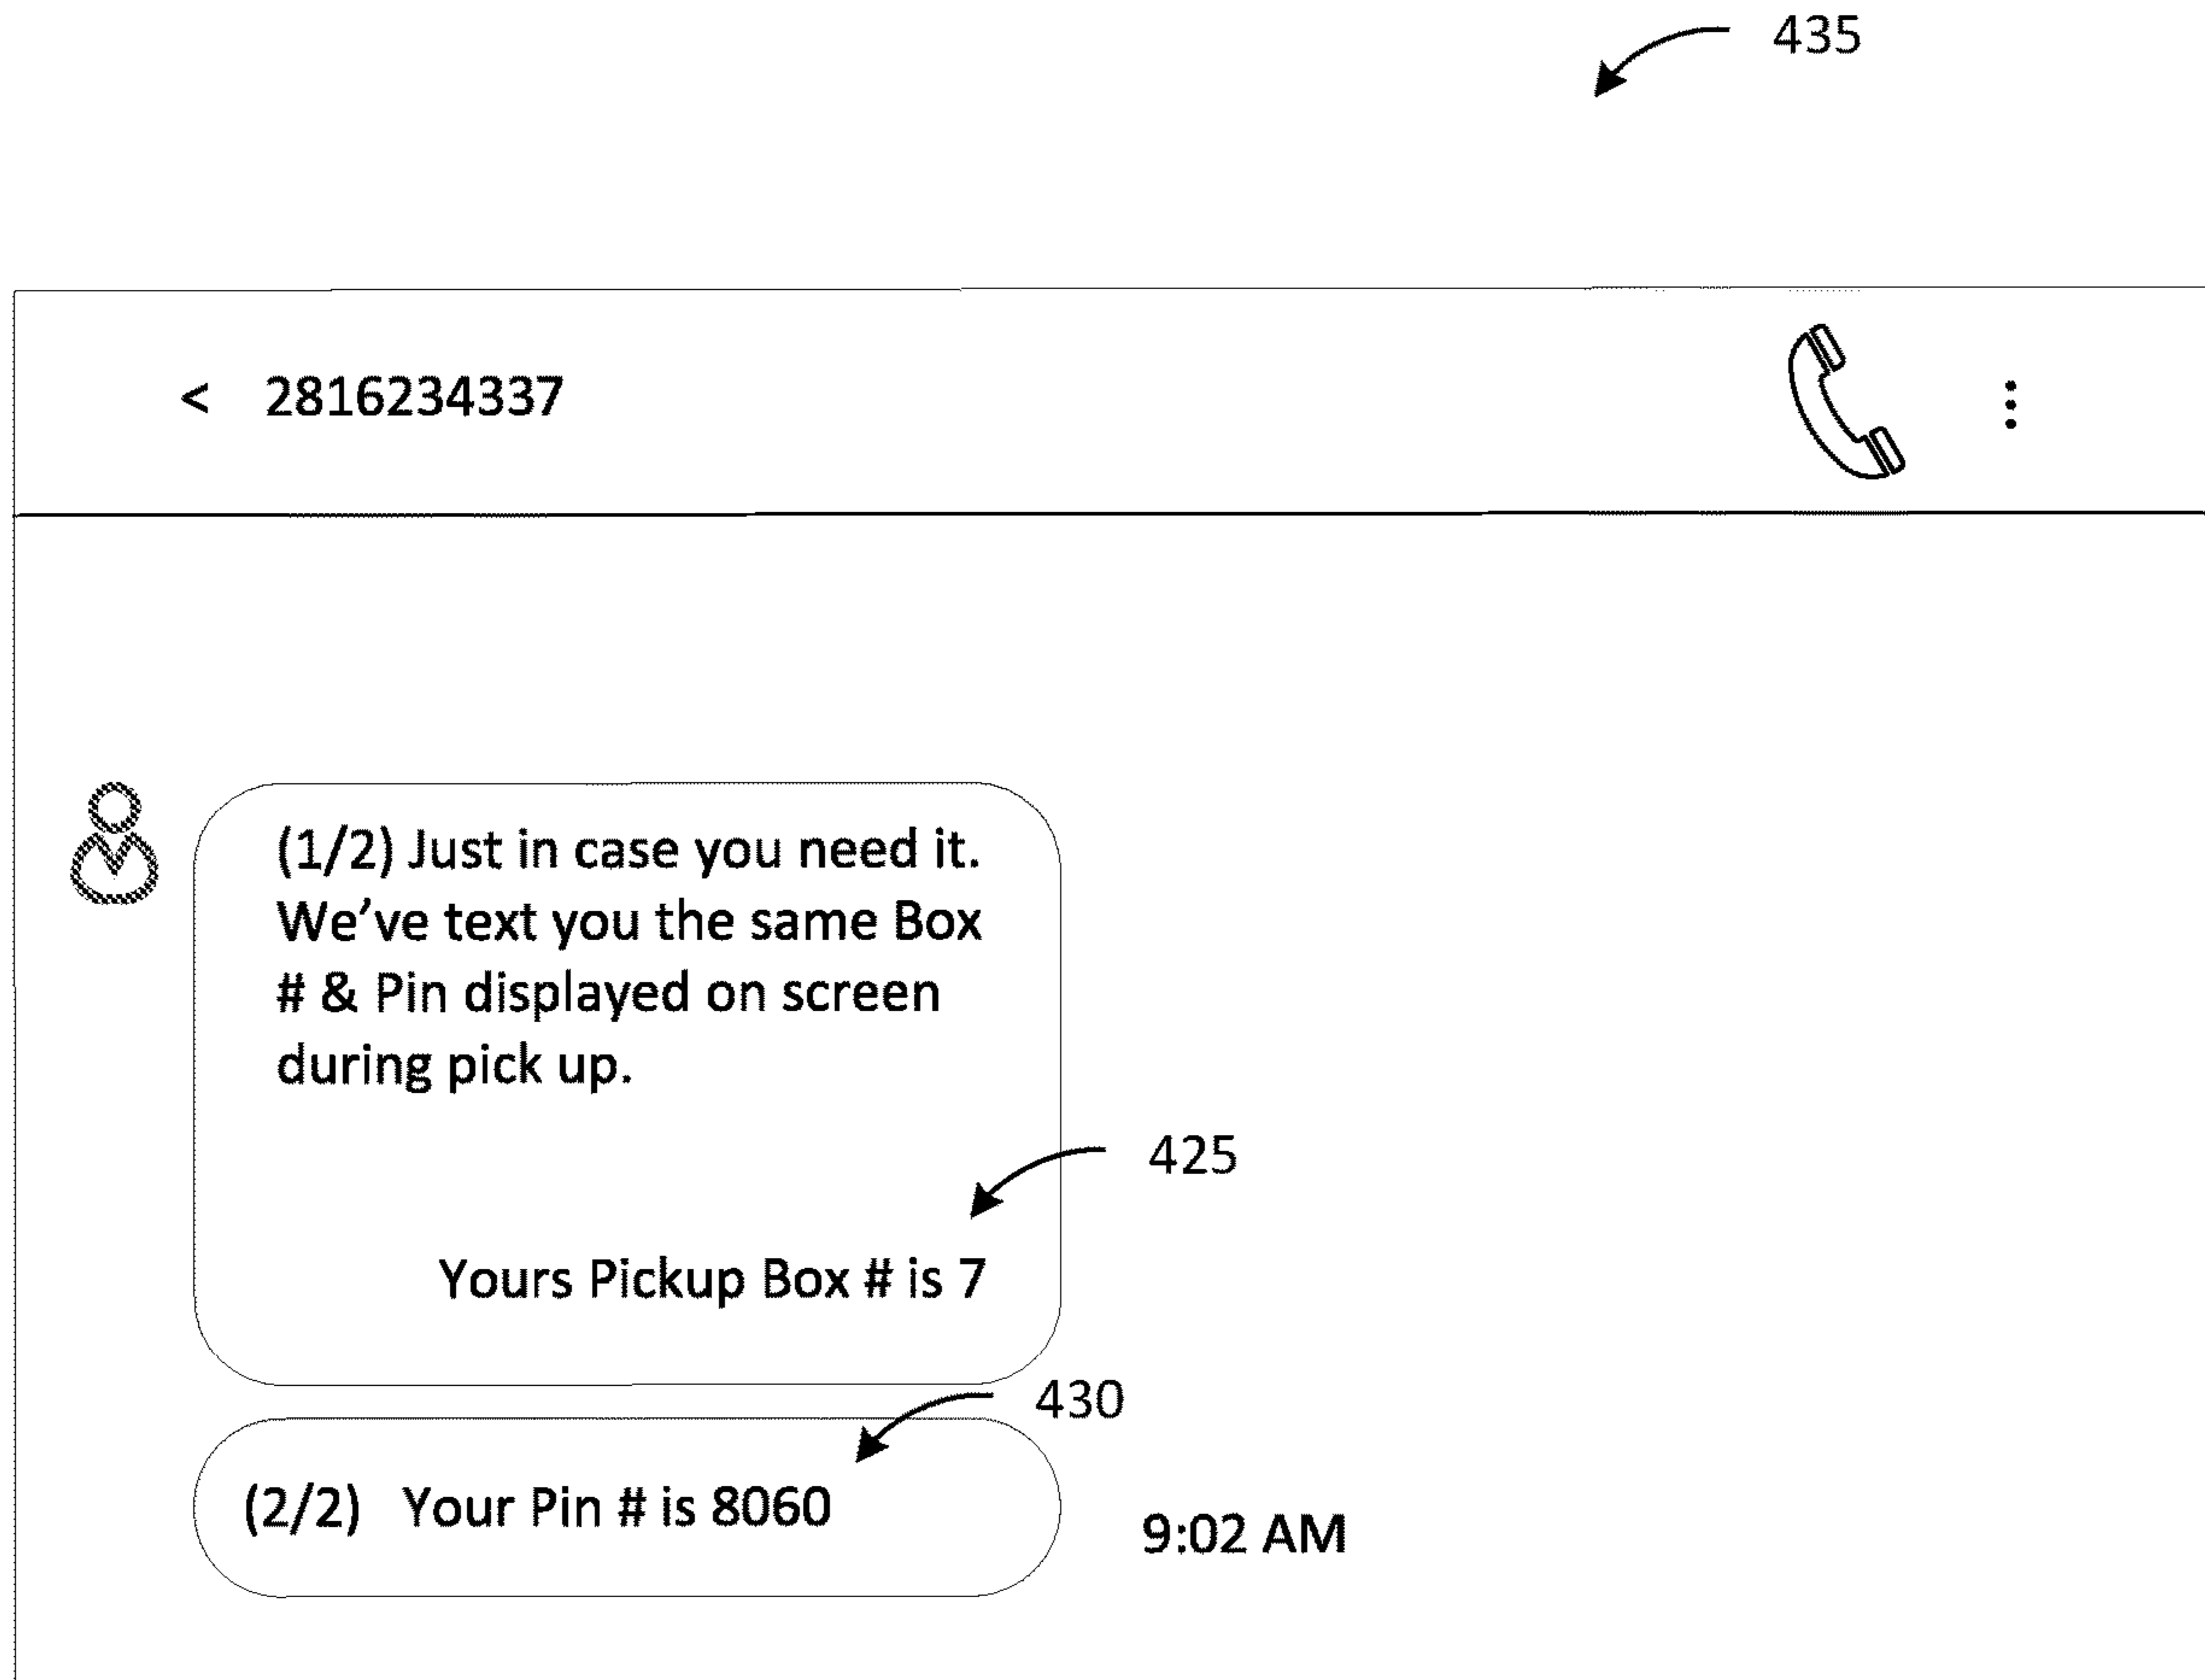 435
< 2816234337
(1/2) Just in case you need it.
We've text you the same Box
# & Pin displayed on screen
during pick up.
425
Yours Pickup Box # is 7
430
(2/2) Your Pin # is 8060
9:02 AM